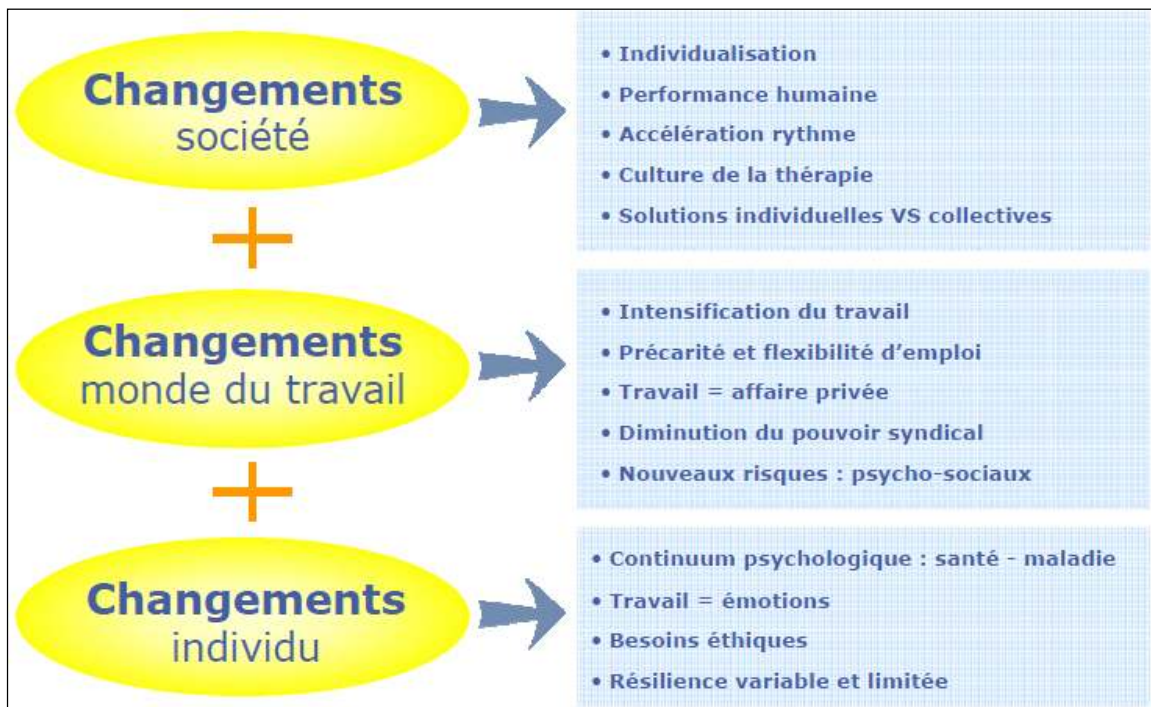 Changements
société
• Individualisation
• Performance humaine
• Accélération rythme
• Culture de la thérapie
• Solutions individuelles VS collectives
+
Changements
monde du travail
• Intensification du travail
• Précarité et flexibilité d'emploi
• Travail = affaire privée
• Diminution du pouvoir syndical
• Nouveaux risques : psycho-sociaux
+
Changements
individu
• Continuum psychologique : santé - maladie
• Travail = émotions
• Besoins éthiques
• Résilience variable et limitée